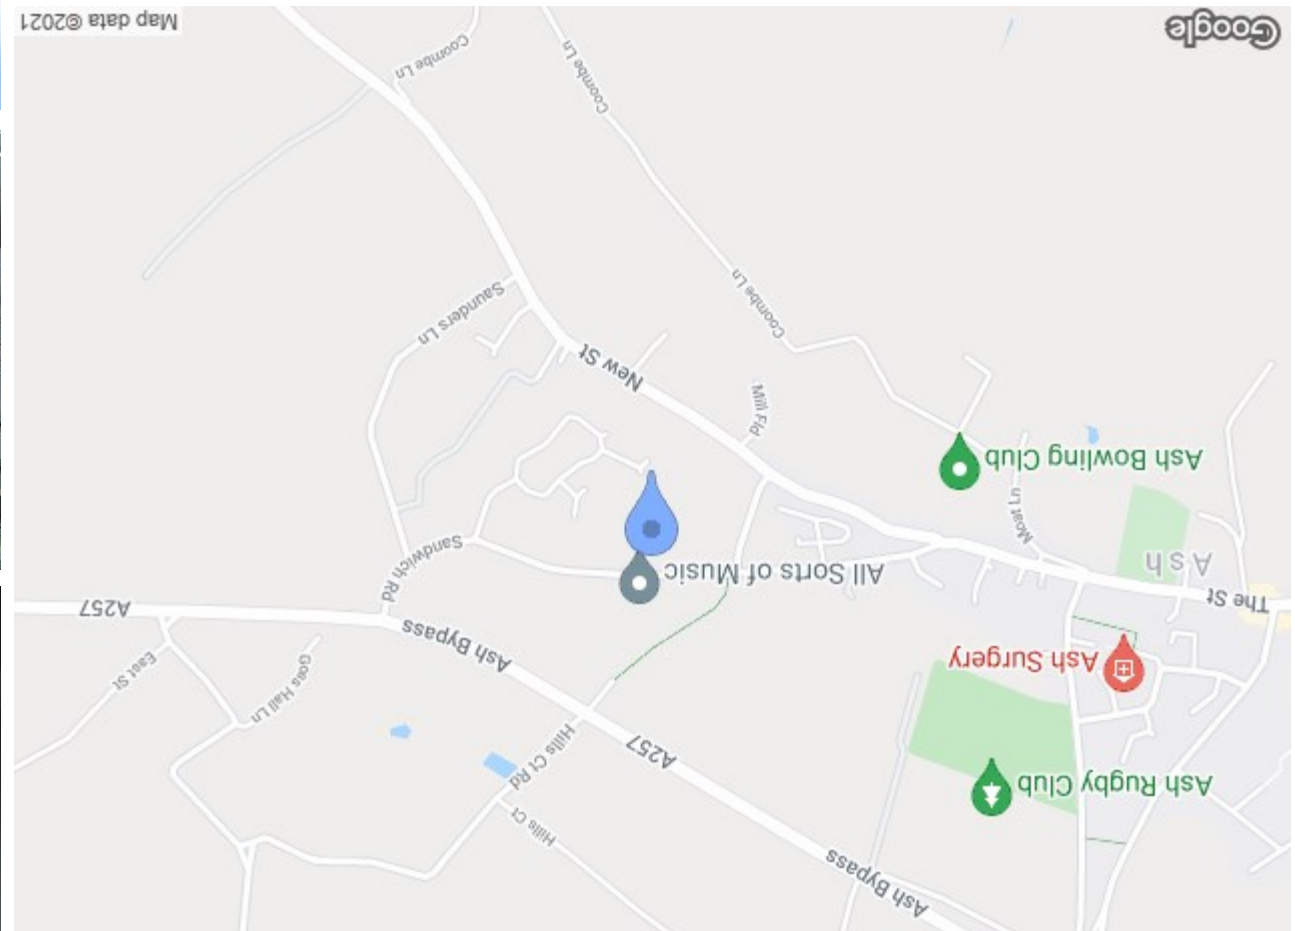 Ash Bypass
Ash Rugby Club
Hills Ct
A257
Hills Ct Rd
Ash Surgery
Goss Hall Ln
East St
Ash Bypass
The St
A257
All Sorts of Music
Ash
Sandwich Rd
Moat Ln
Ash Bowling Club
Mill Fld
New St
Saunders Ln
Coombe Ln
Coombe Ln
Coombe Ln
Google
Map data ©2021